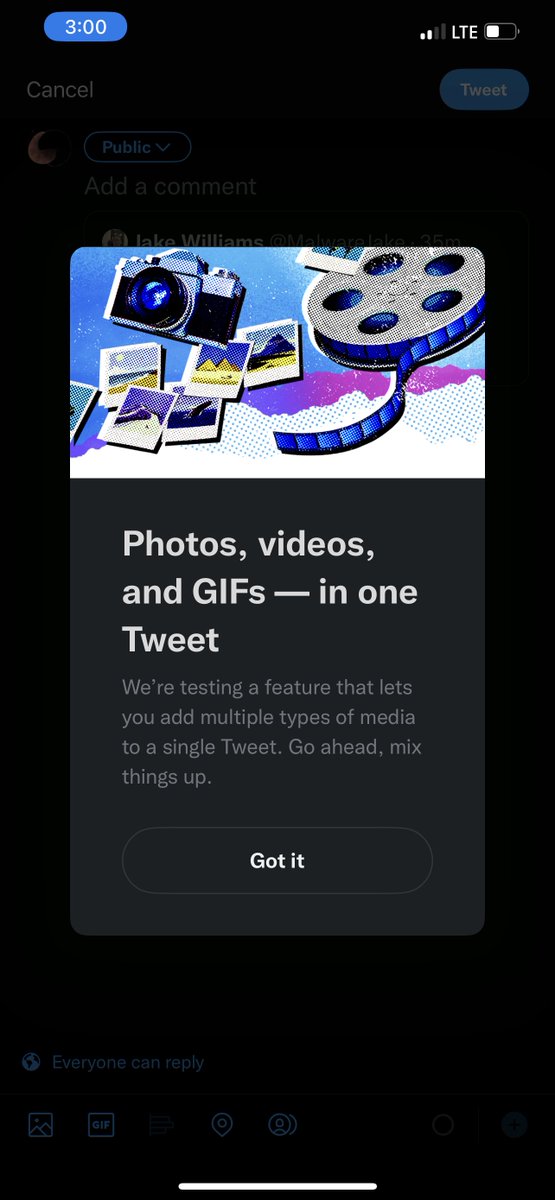 3:00
LTE
Cancel
Tweet
Public
Add a comment
Jake Williams @MalwareJake · 35m
Photos, videos,
and GIFs — in one
Tweet
We’re testing a feature that lets
you add multiple types of media
to a single Tweet. Go ahead, mix
things up.
Got it
Everyone can reply
GIF